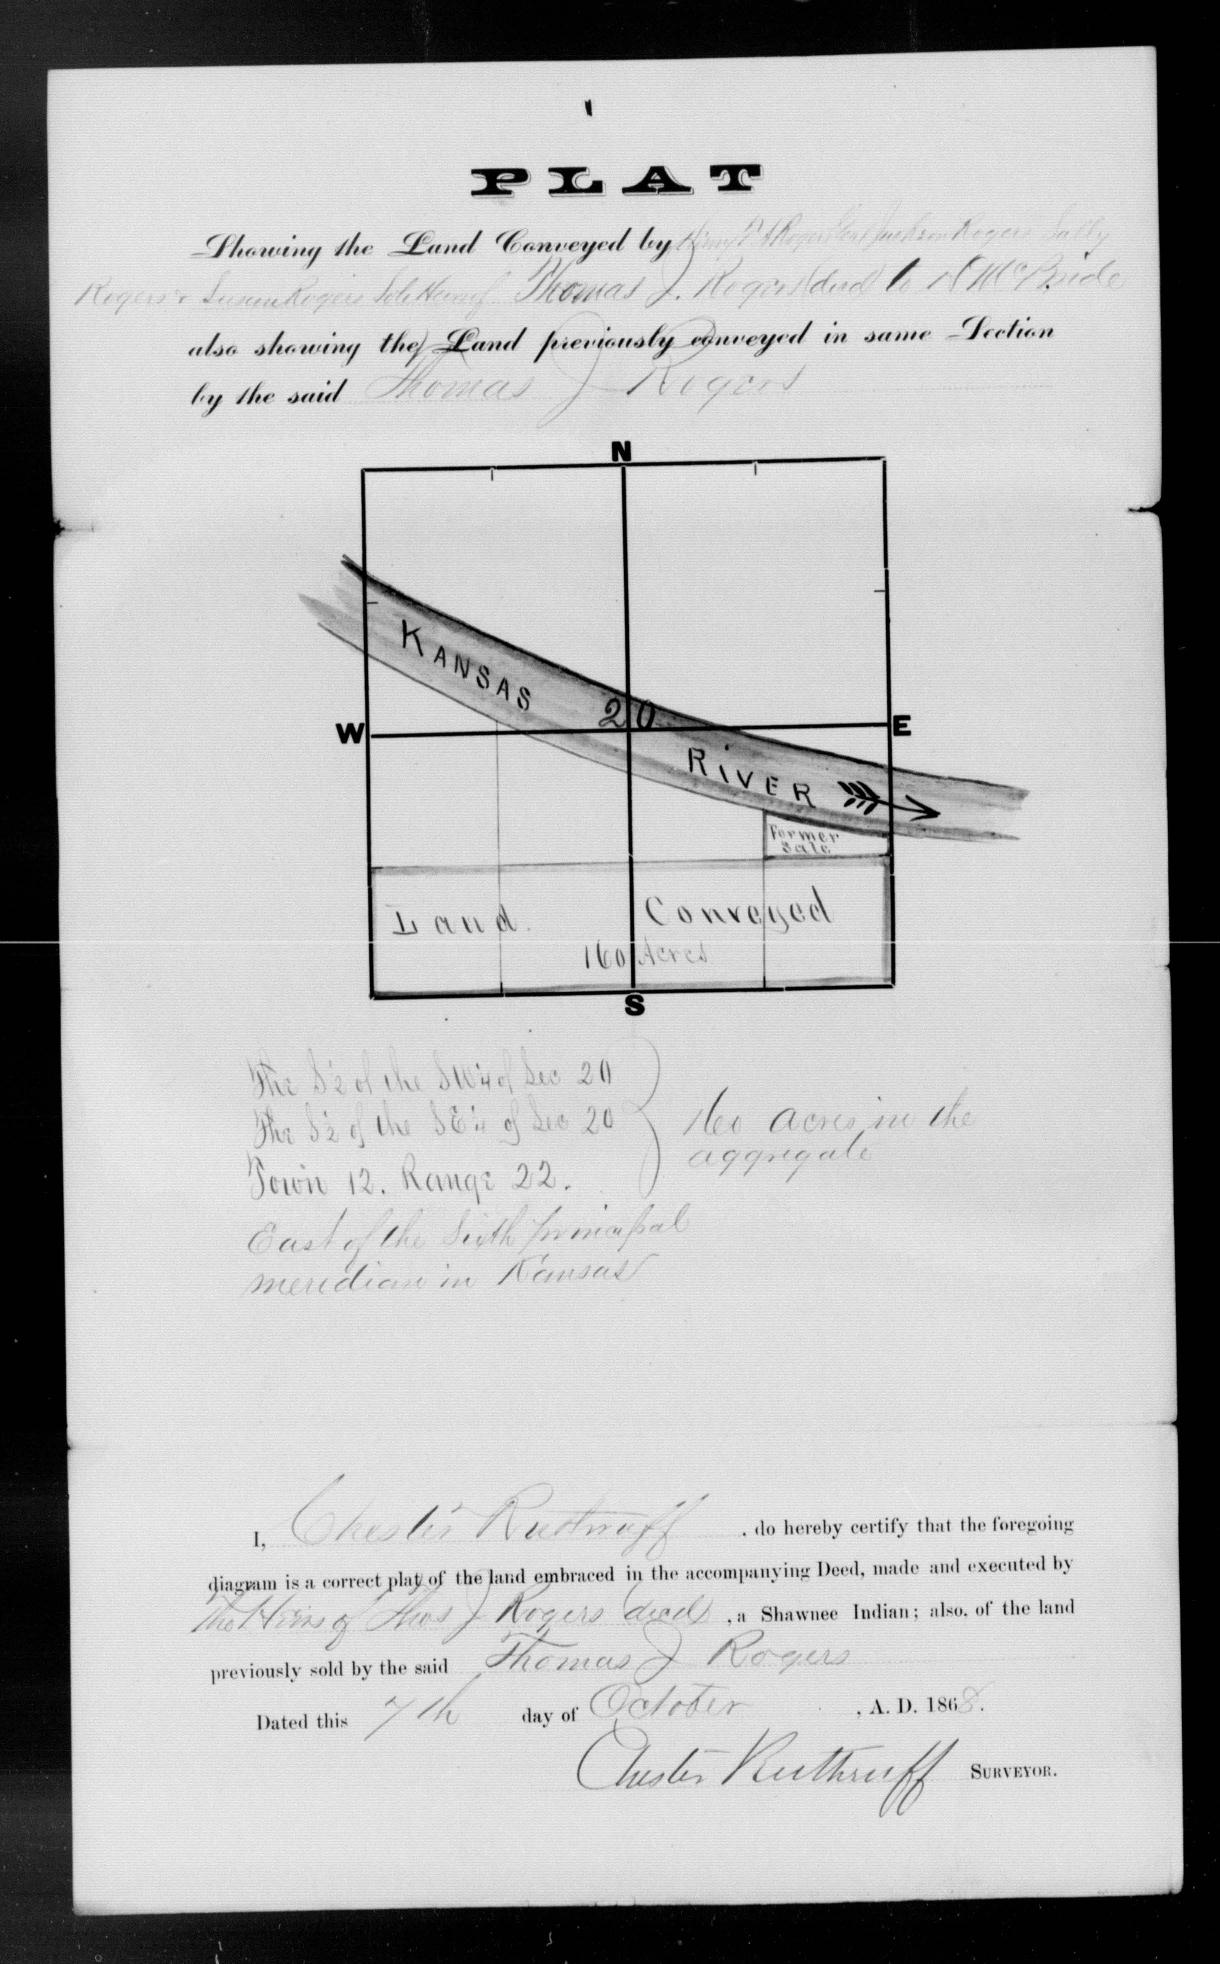 PLAT
Showing the Land Conveyed by Rogers Jackson Rogers Sally
Rogers & Susan Rogers Sole Heirs of Thomas J. Rogers (decd) to McBride
also showing the Land previously conveyed in same Section
by the said Thomas J Rogers
N
KANSAS
20
W
E
RIVER
Former
Sale
Land
Conveyed
160 Acres
S
The S½ of the SW¼ of Sec 20
The S½ of the SE¼ of Sec 20
160 acres in the
aggregate
Town 12. Range 22.
East of the Sixth principal
meridian in Kansas
I, Chester Ruthruff, do hereby certify that the foregoing
diagram is a correct plat of the land embraced in the accompanying Deed, made and executed by
the Heirs of Thos J Rogers (decd), a Shawnee Indian; also, of the land
previously sold by the said Thomas J Rogers
Dated this 7th day of October, A. D. 1868.
Chester Ruthruff SURVEYOR.